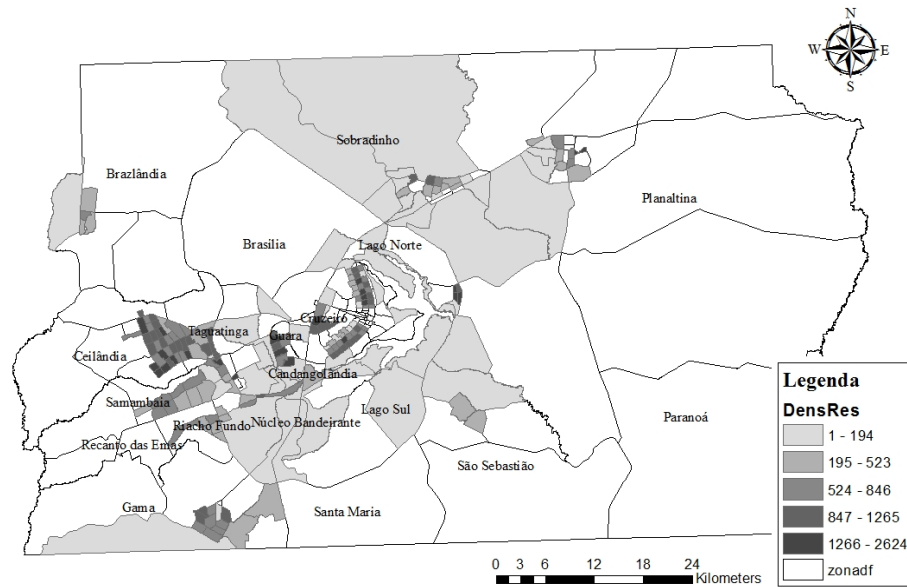 N
W E
S
Sobradinho
Brazlândia
Planaltina
Brasília
Lago Norte
Cruzeiro
Taguatinga
Guara
Ceilândia
Candangolândia
Samambaia
Lago Sul
Riacho Fundo
Núcleo Bandeirante
Paranoá
Recanto das Emas
São Sebastião
Gama
Santa Maria
Legenda
DensRes
1 - 194
195 - 523
524 - 846
847 - 1265
1266 - 2624
zonadf
0 3 6 12 18 24
Kilometers